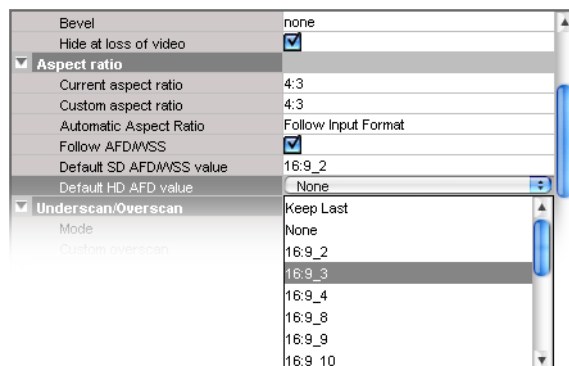 Bevel none
Hide at loss of video
Aspect ratio
Current aspect ratio 4:3
Custom aspect ratio 4:3
Automatic Aspect Ratio Follow Input Format
Follow AFD/WSS
Default SD AFD/WSS value 16:9_2
Default HD AFD value None
Underscan/Overscan Keep Last
Mode None
Custom overscan 16:9_2
16:9_3
16:9_4
16:9_8
16:9_9
16:9_10